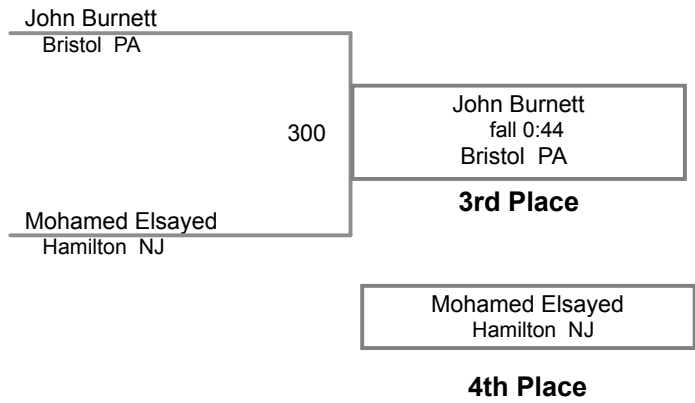 John Burnett
Bristol PA
300
John Burnett
fall 0:44
Bristol PA
3rd Place
Mohamed Elsayed
Hamilton NJ
Mohamed Elsayed
Hamilton NJ
4th Place